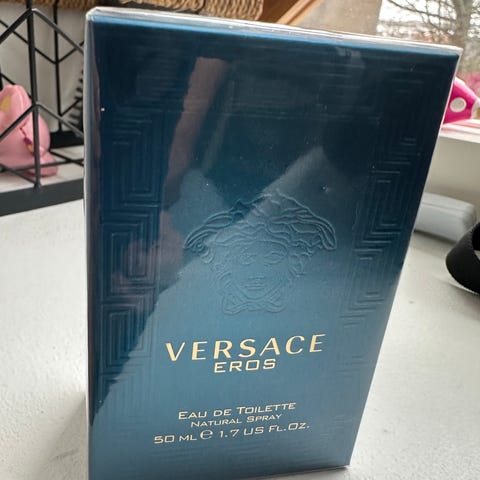 VERSACE
EROS
EAU DE TOILETTE
NATURAL SPRAY
50 ML ℮ 1.7 US FL.OZ.